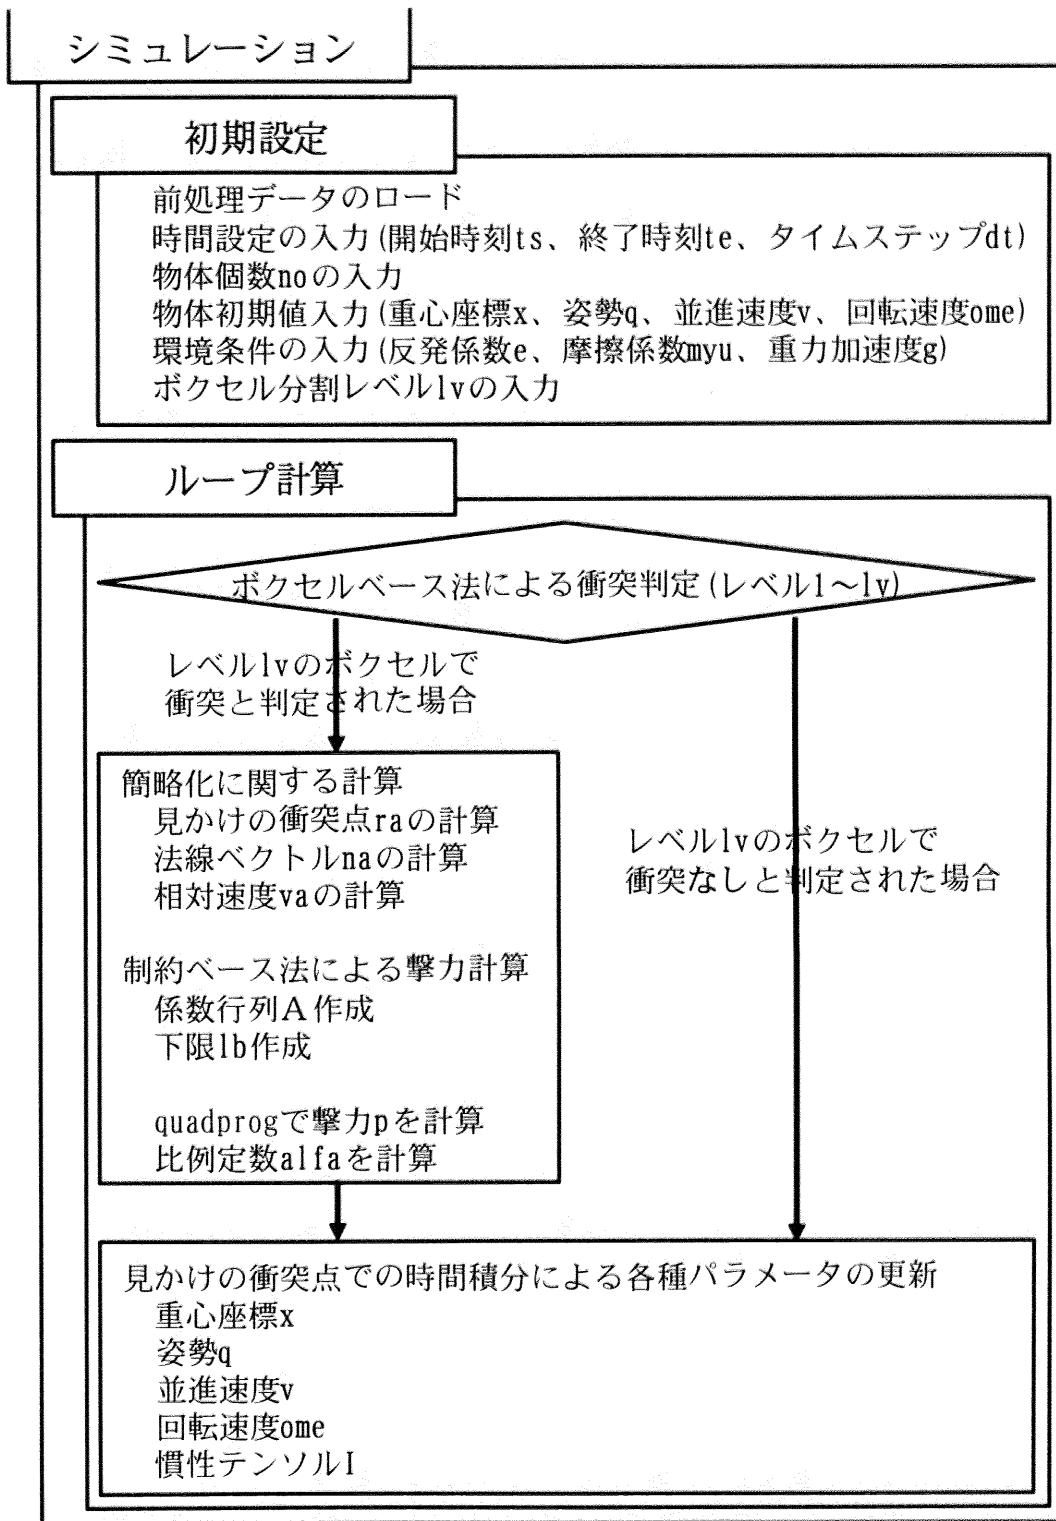 シミュレーション
初期設定
前処理データのロード
時間設定の入力(開始時刻ts、終了時刻te、タイムステップdt)
物体個数noの入力
物体初期値入力(重心座標x、姿勢q、並進速度v、回転速度ome)
環境条件の入力(反発係数e、摩擦係数myu、重力加速度g)
ボクセル分割レベルlvの入力
ループ計算
ボクセルベース法による衝突判定(レベル1～lv)
レベルlvのボクセルで
衝突と判定された場合
簡略化に関する計算
見かけの衝突点raの計算
法線ベクトルnaの計算
相対速度vaの計算
制約ベース法による撃力計算
係数行列A作成
下限lb作成
quadprogで撃力pを計算
比例定数alfaを計算
レベルlvのボクセルで
衝突なしと判定された場合
見かけの衝突点での時間積分による各種パラメータの更新
重心座標x
姿勢q
並進速度v
回転速度ome
慣性テンソルI